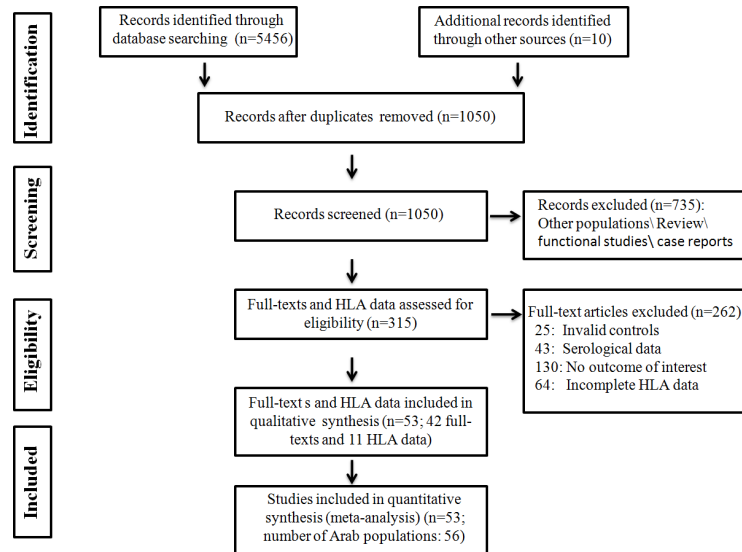 Identification
Records identified through
database searching (n=5456)
Additional records identified
through other sources (n=10)
Records after duplicates removed (n=1050)
Screening
Records screened (n=1050)
Records excluded (n=735):
Other populations\ Review\
functional studies\ case reports
Eligibility
Full-texts and HLA data assessed for
eligibility (n=315)
Full-text articles excluded (n=262)
25: Invalid controls
43: Serological data
130: No outcome of interest
64: Incomplete HLA data
Full-text s and HLA data included in
qualitative synthesis (n=53; 42 full-
texts and 11 HLA data)
Included
Studies included in quantitative
synthesis (meta-analysis) (n=53;
number of Arab populations: 56)